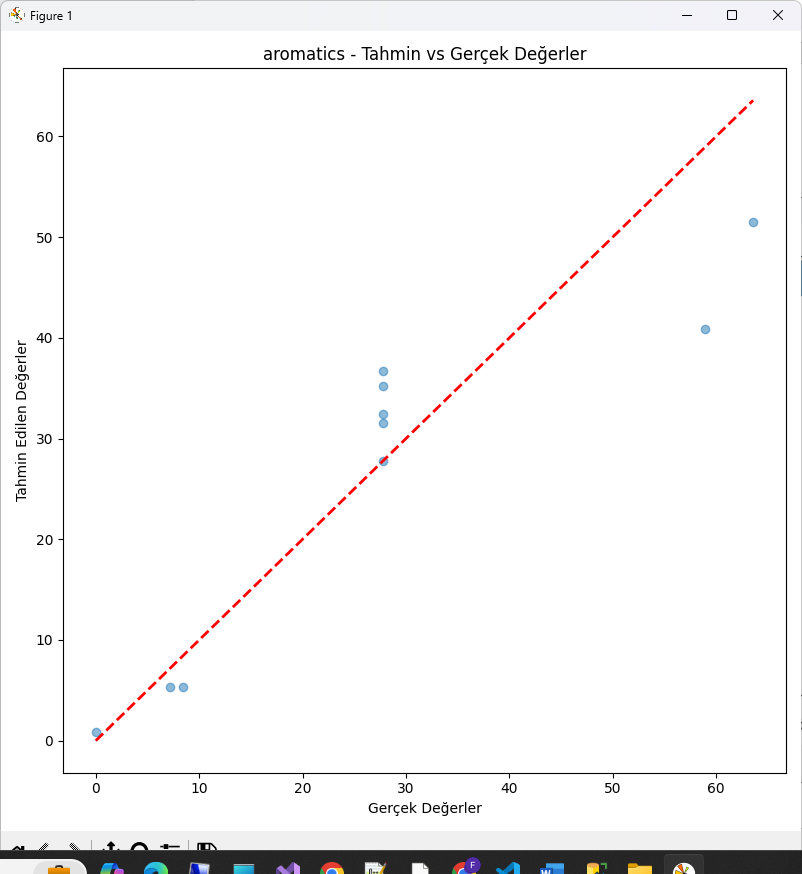 Figure 1
aromatics - Tahmin vs Gerçek Değerler
Tahmin Edilen Değerler
60
50
40
30
20
10
0
0 10 20 30 40 50 60
Gerçek Değerler
F
W